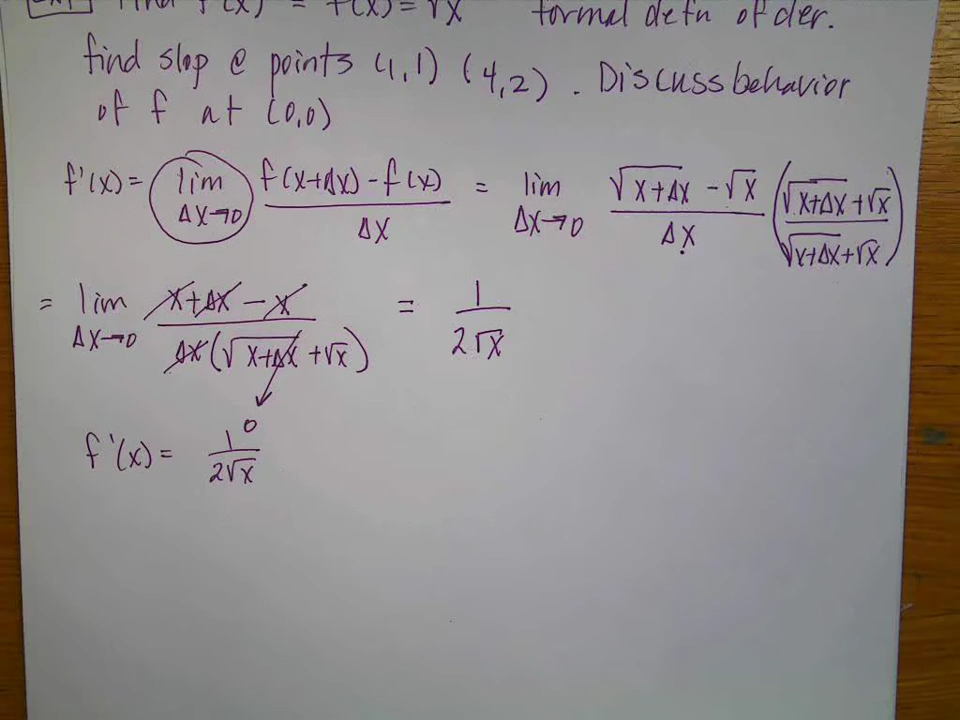 Find f'(x) = f(x) = √x formal defn of der.
find slop @ points (1,1) (4,2) . Discuss behavior
of f at (0,0)
f'(x) = lim Δx→0 f(x+Δx) - f(x) / Δx = lim Δx→0 √x+Δx - √x / Δx (√x+Δx + √x / √x+Δx + √x)
= lim Δx→0 x+Δx - x / Δx(√x+Δx + √x) = 1 / 2√x
0
f'(x) = 1 / 2√x